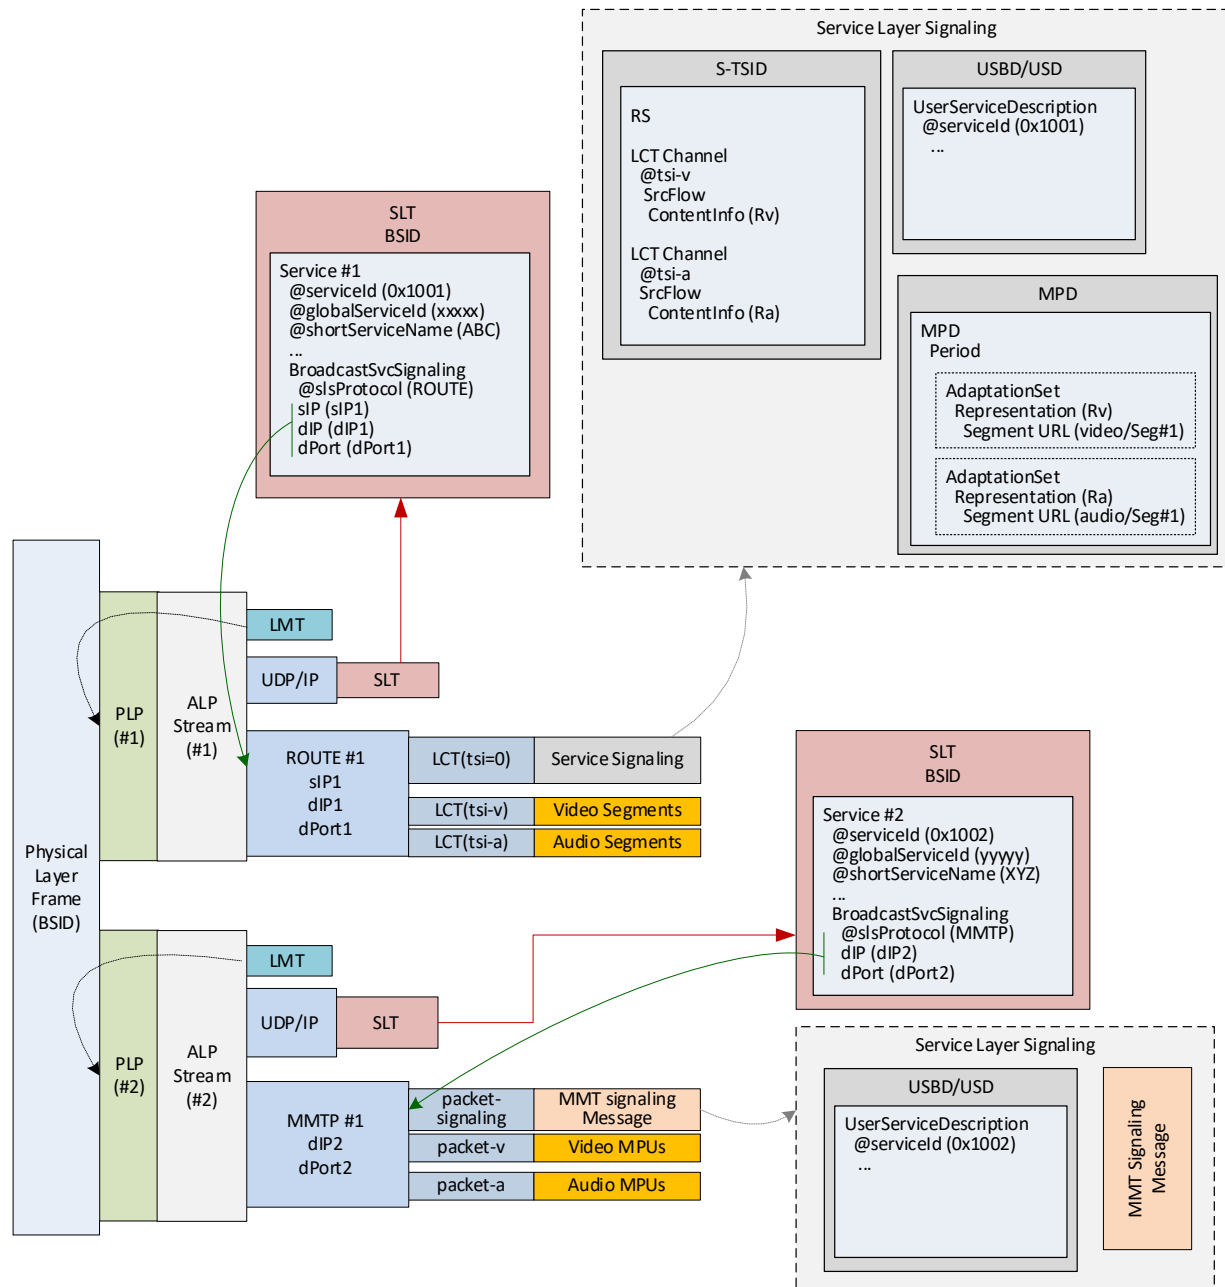 Service Layer Signaling
S-TSID
RS
LCT Channel
@tsi-v
SrcFlow
ContentInfo (Rv)
LCT Channel
@tsi-a
SrcFlow
ContentInfo (Ra)
USBD/USD
UserServiceDescription
@serviceId (0x1001)
...
MPD
MPD
Period
AdaptationSet
Representation (Rv)
Segment URL (video/Seg#1)
AdaptationSet
Representation (Ra)
Segment URL (audio/Seg#1)
SLT
BSID
Service #1
@serviceId (0x1001)
@globalServiceId (xxxxx)
@shortServiceName (ABC)
...
BroadcastSvcSignaling
@slsProtocol (ROUTE)
sIP (sIP1)
dIP (dIP1)
dPort (dPort1)
Physical
Layer
Frame
(BSID)
PLP
(#1)
ALP
Stream
(#1)
LMT
UDP/IP
SLT
ROUTE #1
sIP1
dIP1
dPort1
LCT(tsi=0)
Service Signaling
LCT(tsi-v)
Video Segments
LCT(tsi-a)
Audio Segments
SLT
BSID
Service #2
@serviceId (0x1002)
@globalServiceId (yyyyy)
@shortServiceName (XYZ)
...
BroadcastSvcSignaling
@slsProtocol (MMTP)
dIP (dIP2)
dPort (dPort2)
PLP
(#2)
ALP
Stream
(#2)
LMT
UDP/IP
SLT
MMTP #1
dIP2
dPort2
packet-
signaling
MMT signaling
Message
packet-v
Video MPUs
packet-a
Audio MPUs
Service Layer Signaling
USBD/USD
UserServiceDescription
@serviceId (0x1002)
...
MMT Signaling
Message